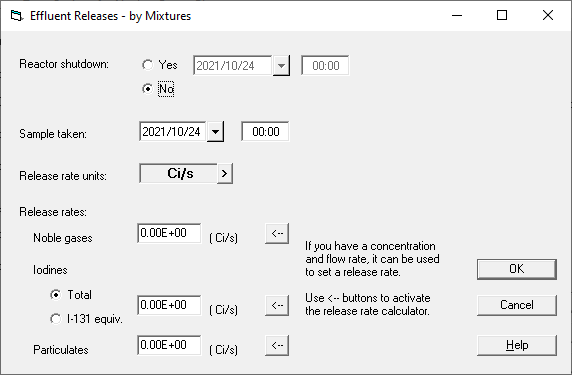 Effluent Releases - by Mixtures
Reactor shutdown:
Yes
2021/10/24
00:00
No
Sample taken:
2021/10/24
00:00
Release rate units:
Ci/s
>
Release rates:
Noble gases
0.00E+00
( Ci/s)
<--
If you have a concentration
and flow rate, it can be used
to set a release rate.
Iodines
OK
Total
0.00E+00
( Ci/s)
<--
Use <-- buttons to activate
the release rate calculator.
Cancel
I-131 equiv.
Particulates
0.00E+00
( Ci/s)
<--
Help